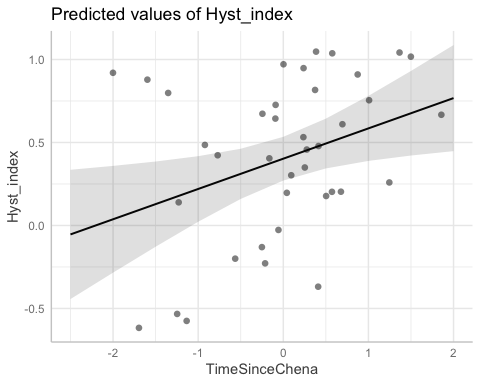 Predicted values of Hyst_index
1.0
0.5
0.0
-0.5
Hyst_index
-2 -1 0 1 2
TimeSinceChena